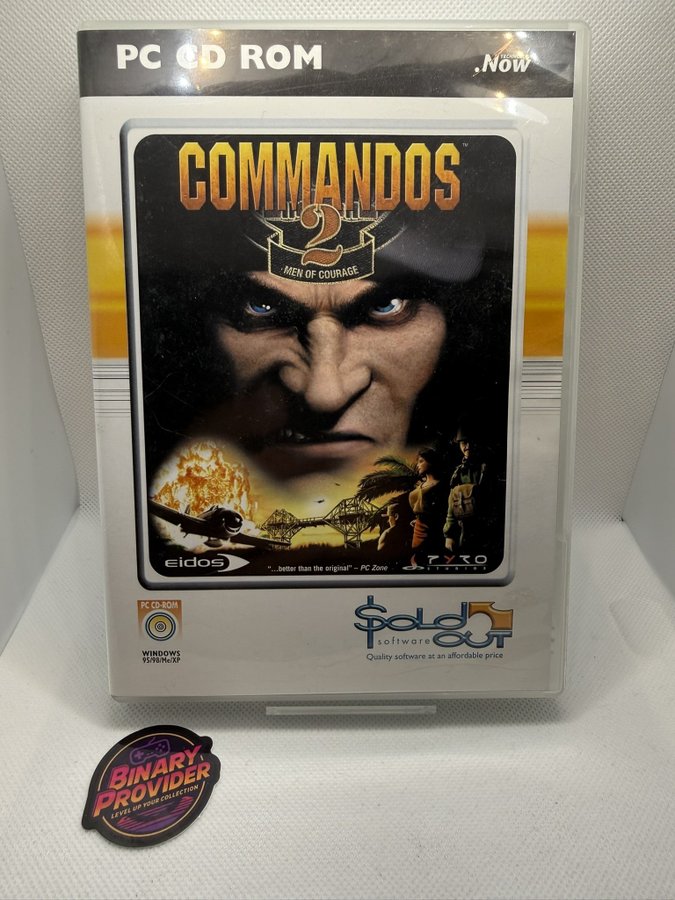 PC CD ROM
.Now
COMMANDOS
™
2
MEN OF COURAGE
eidos
"...better than the original" – PC Zone
PYRO
STUDIOS
PC CD-ROM
WINDOWS
95/98/Me/XP
SOLD
software OUT
Quality software at an affordable price
BINARY
PROVIDER
LEVEL UP YOUR COLLECTION